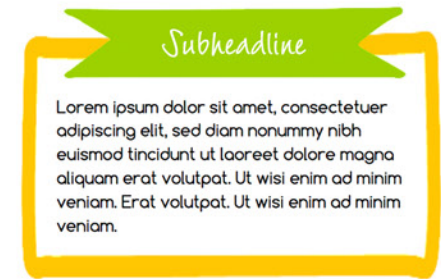 Subheadline
Lorem ipsum dolor sit amet, consectetuer
adipiscing elit, sed diam nonummy nibh
euismod tincidunt ut laoreet dolore magna
aliquam erat volutpat. Ut wisi enim ad minim
veniam. Erat volutpat. Ut wisi enim ad minim
veniam.